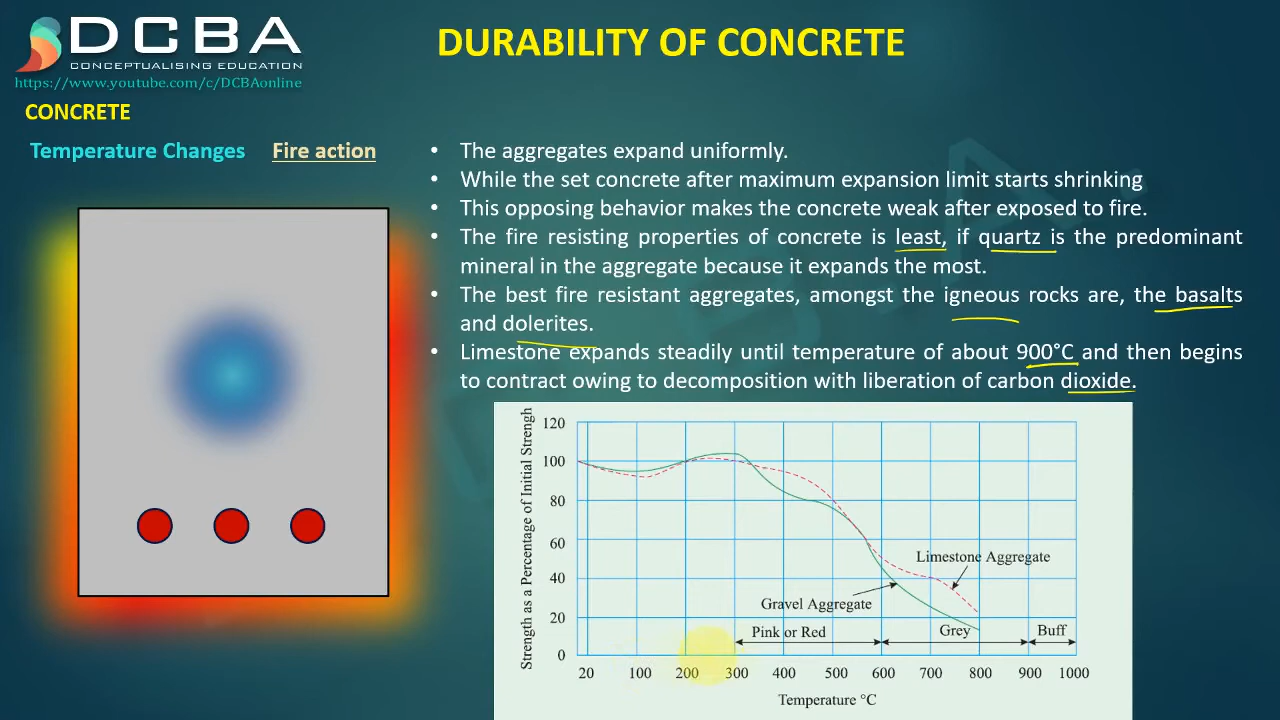 DCBA
CONCEPTUALISING EDUCATION
https://www.youtube.com/c/DCBAonline
DURABILITY OF CONCRETE
CONCRETE
Temperature Changes Fire action
• The aggregates expand uniformly.
• While the set concrete after maximum expansion limit starts shrinking
• This opposing behavior makes the concrete weak after exposed to fire.
• The fire resisting properties of concrete is least, if quartz is the predominant
mineral in the aggregate because it expands the most.
• The best fire resistant aggregates, amongst the igneous rocks are, the basalts
and dolerites.
• Limestone expands steadily until temperature of about 900°C and then begins
to contract owing to decomposition with liberation of carbon dioxide.
Strength as a Percentage of Initial Strengh
120
100
80
60
40
20
0
Limestone Aggregate
Gravel Aggregate
Pink or Red Grey Buff
20 100 200 300 400 500 600 700 800 900 1000
Temperature °C